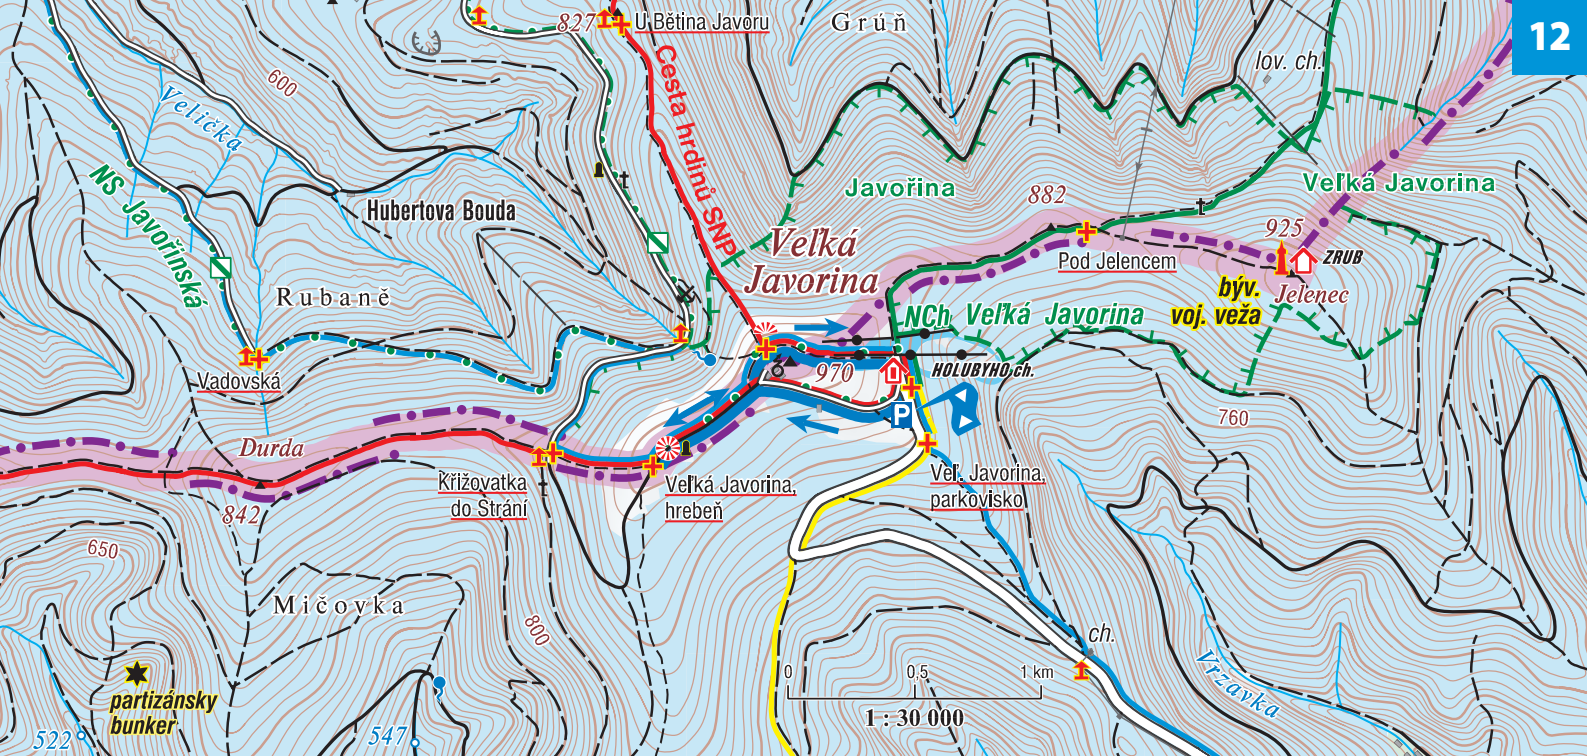 12
827
U Bětina Javoru
Grúň
lov. ch.
600
Velička
Cesta hrdinů SNP
NS Javořinská
Hubertova Bouda
Javořina
882
Veľká Javorina
925
ZRUB
Jelenec
Pod Jelencem
býv.
voj. veža
Veľká
Javorina
NCh Veľká Javorina
Rubaně
Vadovská
970
HOLUBYHO ch.
P
760
Durda
842
Křižovatka
do Strání
Veľká Javorina,
hrebeň
Veľ. Javorina,
parkovisko
650
Mičovka
800
ch.
Vrzavka
partizánsky
bunker
522
547
0
0,5
1 km
1 : 30 000